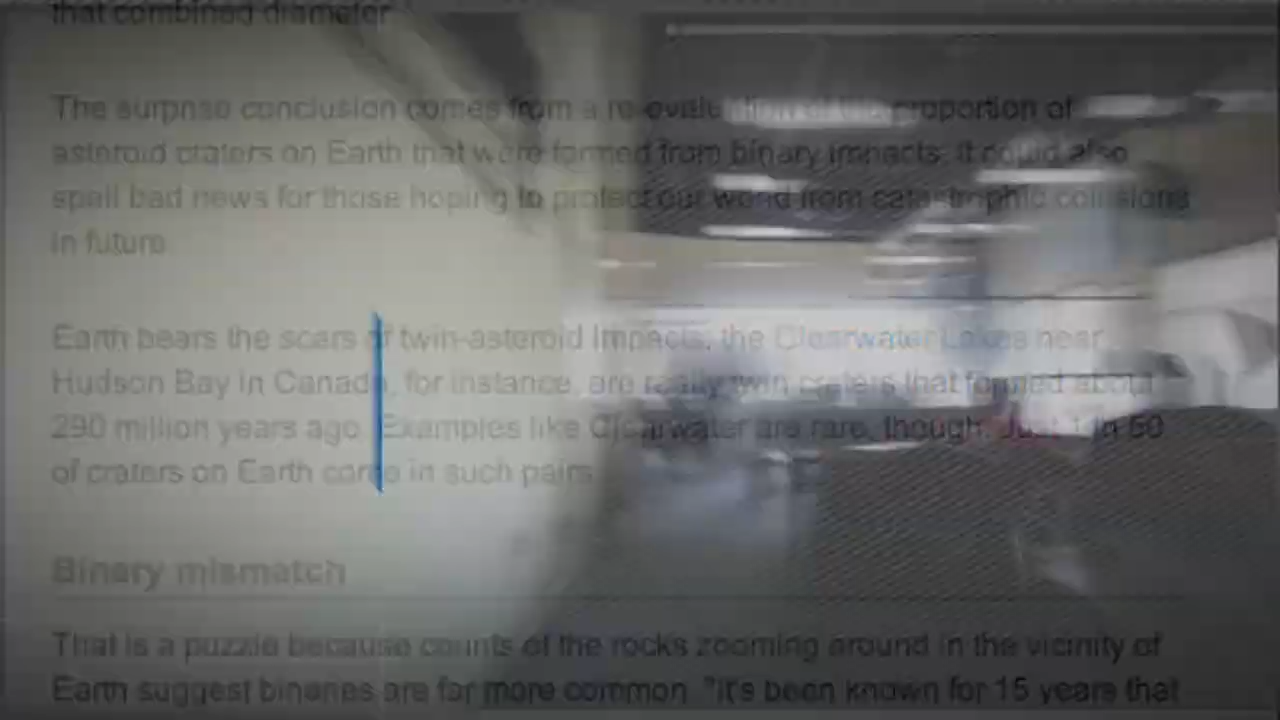 that combined diameter
The surprise conclusion comes from a re-evaluation of the proportion of
asteroid craters on Earth that were formed from binary impacts. It could also
spell bad news for those hoping to protect our world from catastrophic collisions
in future.
Earth bears the scars of twin-asteroid impacts: the Clearwater Lakes near
Hudson Bay in Canada, for instance, are really twin craters that formed about
290 million years ago. Examples like Clearwater are rare, though. Just 1 in 50
of craters on Earth come in such pairs.
Binary mismatch
That is a puzzle because counts of the rocks zooming around in the vicinity of
Earth suggest binaries are far more common. "It's been known for 15 years that